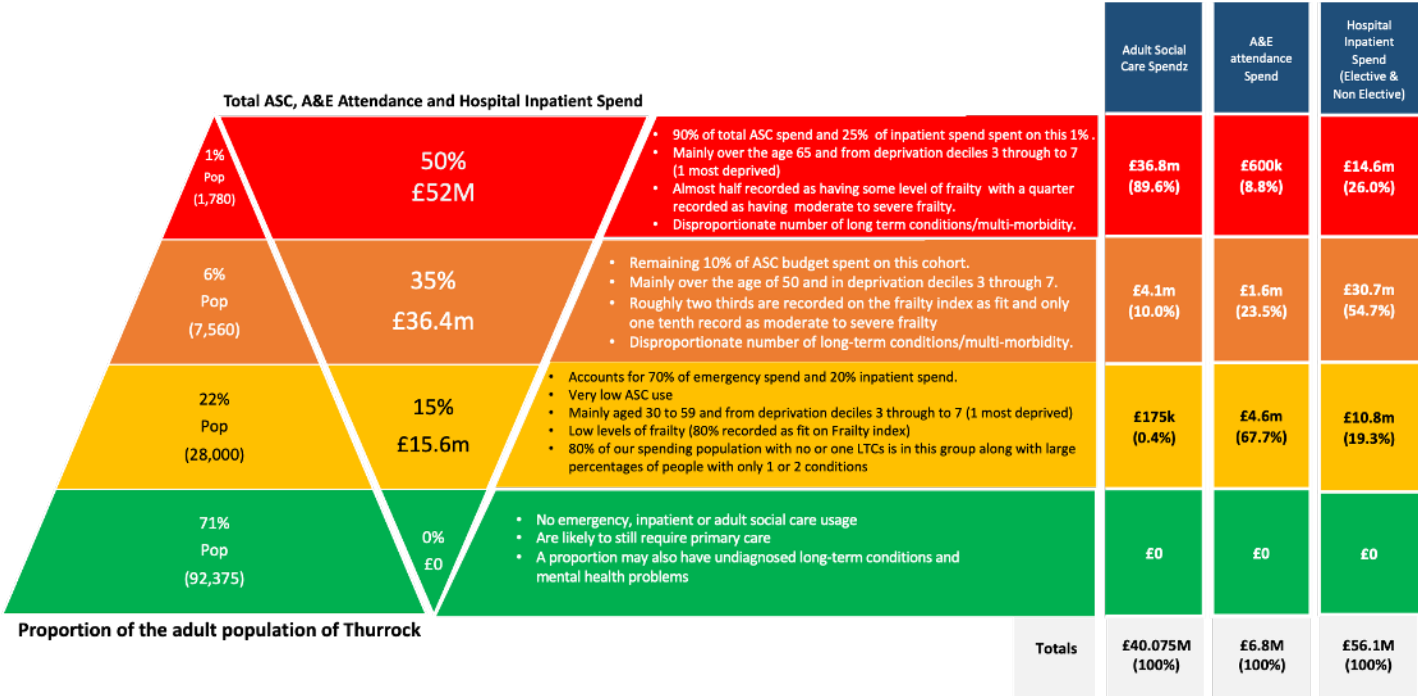 Adult Social
Care Spendz
A&E
attendance
Spend
Hospital
Inpatient
Spend
(Elective &
Non Elective)
Total ASC, A&E Attendance and Hospital Inpatient Spend
1%
Pop
(1,780)
50%
£52M
• 90% of total ASC spend and 25% of inpatient spend spent on this 1% .
• Mainly over the age 65 and from deprivation deciles 3 through to 7
(1 most deprived)
• Almost half recorded as having some level of frailty with a quarter
recorded as having moderate to severe frailty.
• Disproportionate number of long term conditions/multi-morbidity.
£36.8m
(89.6%)
£600k
(8.8%)
£14.6m
(26.0%)
6%
Pop
(7,560)
35%
£36.4m
• Remaining 10% of ASC budget spent on this cohort.
• Mainly over the age of 50 and in deprivation deciles 3 through 7.
• Roughly two thirds are recorded on the frailty index as fit and only
one tenth record as moderate to severe frailty
• Disproportionate number of long-term conditions/multi-morbidity.
£4.1m
(10.0%)
£1.6m
(23.5%)
£30.7m
(54.7%)
22%
Pop
(28,000)
15%
£15.6m
• Accounts for 70% of emergency spend and 20% inpatient spend.
• Very low ASC use
• Mainly aged 30 to 59 and from deprivation deciles 3 through to 7 (1 most deprived)
• Low levels of frailty (80% recorded as fit on Frailty index)
• 80% of our spending population with no or one LTCs is in this group along with large
percentages of people with only 1 or 2 conditions
£175k
(0.4%)
£4.6m
(67.7%)
£10.8m
(19.3%)
71%
Pop
(92,375)
0%
£0
• No emergency, inpatient or adult social care usage
• Are likely to still require primary care
• A proportion may also have undiagnosed long-term conditions and
mental health problems
£0
£0
£0
Proportion of the adult population of Thurrock
Totals
£40.075M
(100%)
£6.8M
(100%)
£56.1M
(100%)